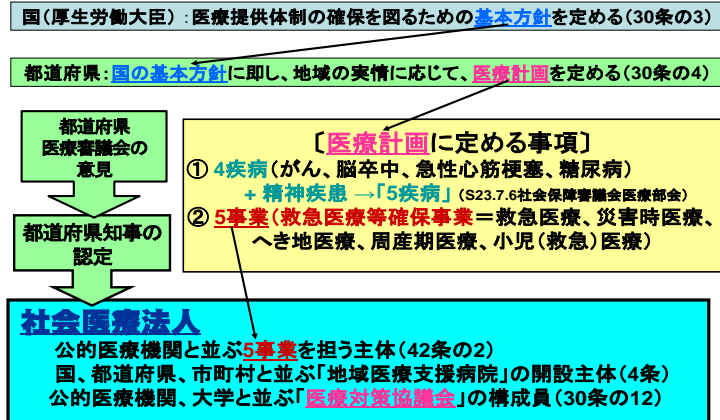 国（厚生労働大臣）：医療提供体制の確保を図るための基本方針を定める（30条の3）
都道府県：国の基本方針に即し、地域の実情に応じて、医療計画を定める（30条の4）
都道府県
医療審議会の
意見
都道府県知事の
認定
〔医療計画に定める事項〕
① 4疾病（がん、脳卒中、急性心筋梗塞、糖尿病）
+ 精神疾患 →「5疾病」（S23.7.6社会保障審議会医療部会）
② 5事業（救急医療等確保事業＝救急医療、災害時医療、
へき地医療、周産期医療、小児（救急）医療）
社会医療法人
公的医療機関と並ぶ5事業を担う主体（42条の2）
国、都道府県、市町村と並ぶ「地域医療支援病院」の開設主体（4条）
公的医療機関、大学と並ぶ「医療対策協議会」の構成員（30条の12）